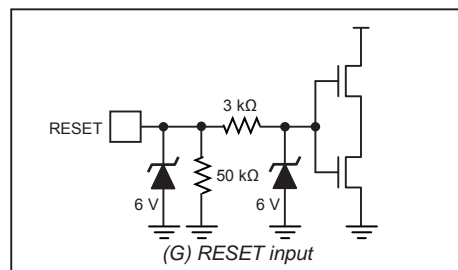 3 kΩ
RESET
50 kΩ
6 V
6 V
(G) RESET input